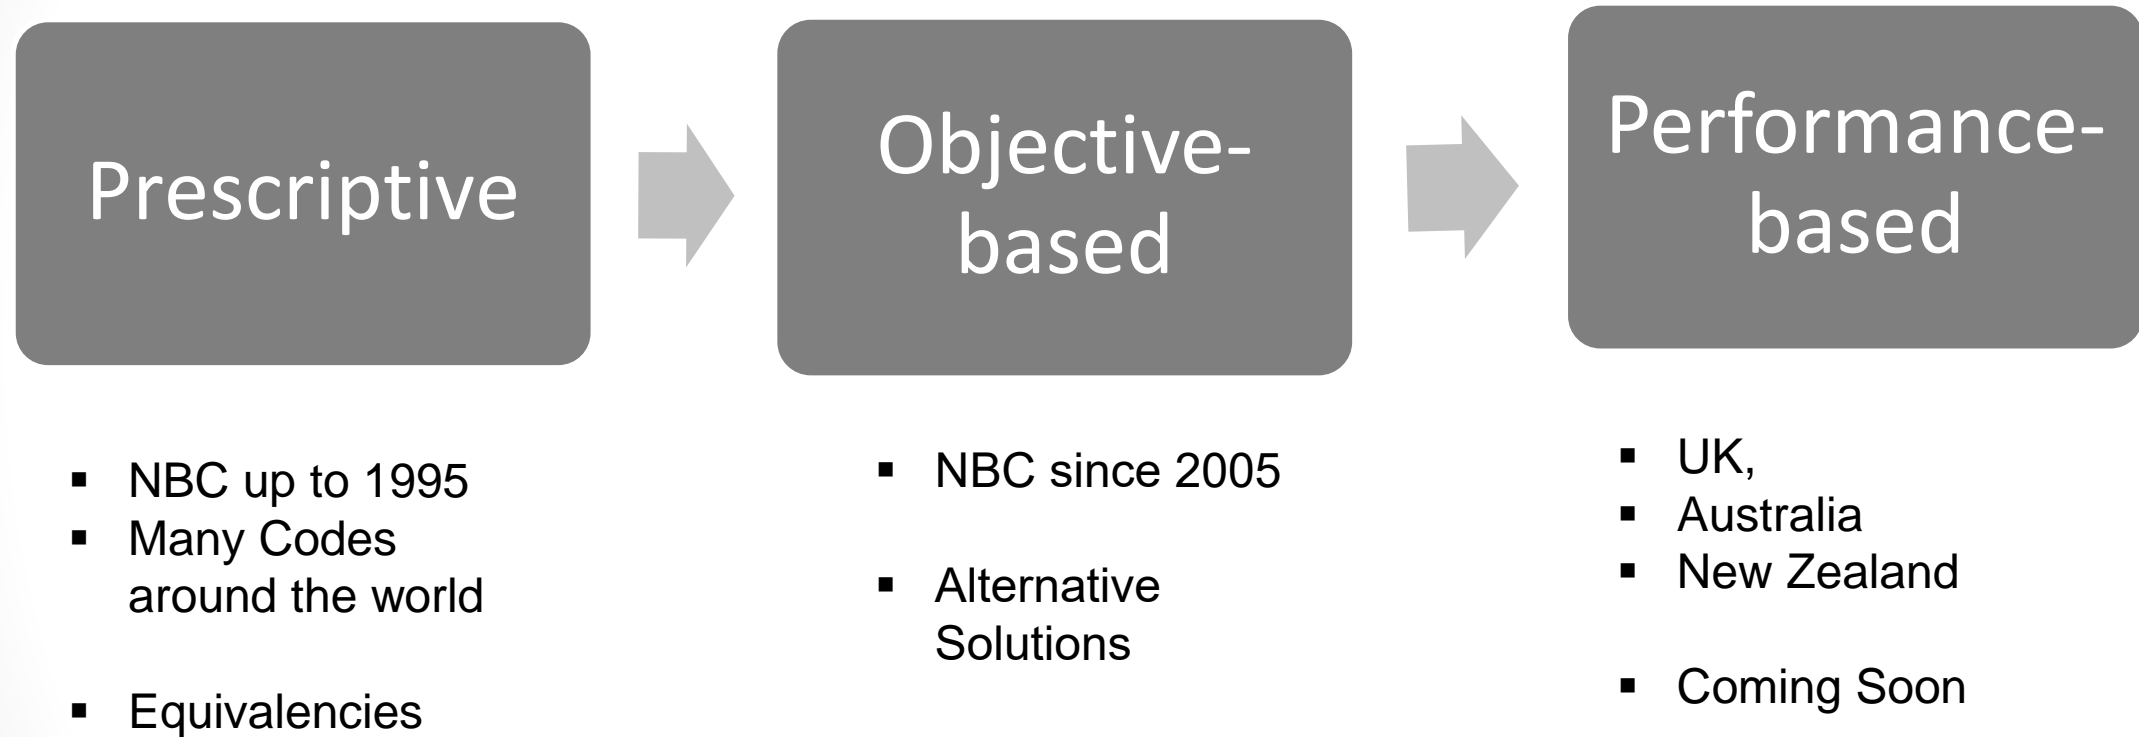 Prescriptive
▪ NBC up to 1995
▪ Many Codes
around the world
▪ Equivalencies
Objective-
based
▪ NBC since 2005
▪ Alternative
Solutions
Performance-
based
▪ UK,
▪ Australia
▪ New Zealand
▪ Coming Soon